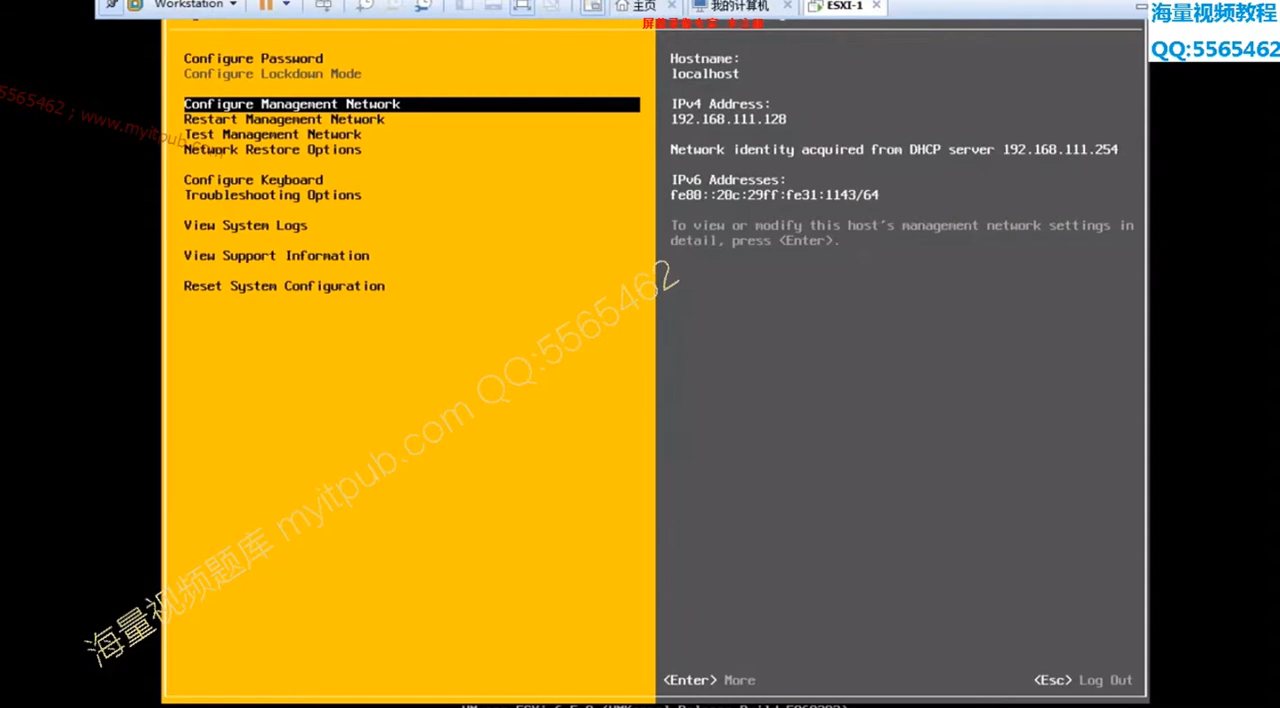 Workstation
主页
我的计算机
ESXI-1
海量视频教程
QQ:5565462
Configure Password
Configure Lockdown Mode
Configure Management Network
Restart Management Network
Test Management Network
Network Restore Options
Configure Keyboard
Troubleshooting Options
View System Logs
View Support Information
Reset System Configuration
Hostname:
localhost
IPv4 Address:
192.168.111.128
Network identity acquired from DHCP server 192.168.111.254
IPv6 Addresses:
fe80::20c:29ff:fe31:1143/64
To view or modify this host's management network settings in
detail, press <Enter>.
5565462 ; www.myitpub.com
海量视频题库 myitpub.com QQ:5565462
<Enter> More
<Esc> Log Out